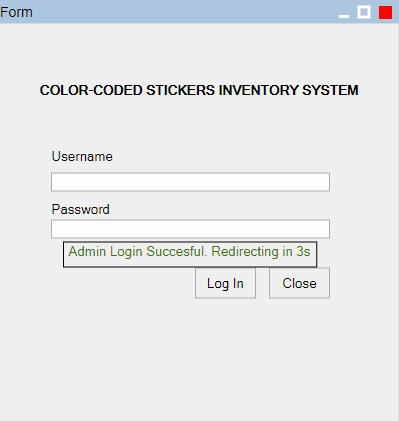 Form
COLOR-CODED STICKERS INVENTORY SYSTEM
Username
Password
Admin Login Succesful. Redirecting in 3s
Log In
Close